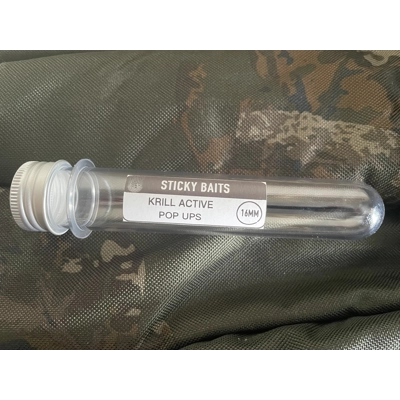 STICKY BAITS
KRILL ACTIVE
POP UPS
16MM